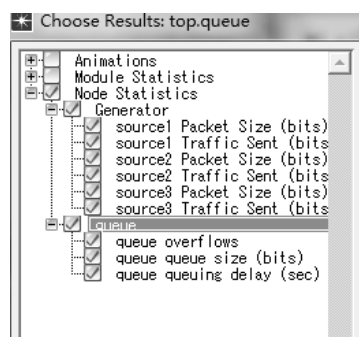 Choose Results: top.queue
Animations
Module Statistics
Node Statistics
Generator
source1 Packet Size (bits)
source1 Traffic Sent (bits
source2 Packet Size (bits)
source2 Traffic Sent (bits
source3 Packet Size (bits)
source3 Traffic Sent (bits
queue
queue overflows
queue queue size (bits)
queue queuing delay (sec)